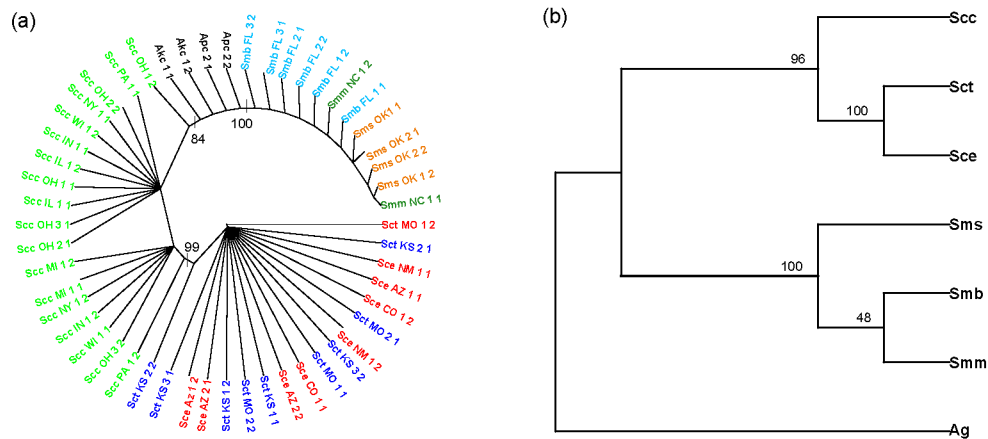 (a)
Scc OH 1 2
Akc 1 1
Akc 1 2
Apc 2 1
Apc 2 2
Smb FL 3 2
Smb FL 3 1
Smb FL 2 1
Smb FL 2 2
Smb FL 1 2
Smm NC 1 2
Smb FL 1 1
Sms OK1 1
Sms OK 2 1
Sms OK 2 2
Sms OK 1 2
Smm NC 1 1
Sct MO 1 2
Sct KS 2 1
Sce NM 1 1
Sce AZ 1 1
Sce CO 1 2
Sct MO 2 1
Sce NM 1 2
Sct KS 3 2
Sct MO 1 1
Sce CO 1 1
Sce AZ 2 2
Sct KS 1 1
Sct MO 2 2
Sct KS 1 2
Sce AZ 2 1
Sce Az 1 2
Sct KS 3 1
Sct KS 2 2
Scc PA 1 2
Scc OH 3 2
Scc WI 1 1
Scc IN 1 2
Scc NY 1 2
Scc MI 1 1
Scc MI 1 2
Scc OH 2 1
Scc OH 3 1
Scc IL 1 1
Scc OH 1 1
Scc IL 1 2
Scc IN 1 1
Scc WI 1 2
Scc NY 1 1
Scc OH 2 2
Scc PA 1 1
84
100
99
(b)
Scc
96
Sct
100
Sce
Sms
100
Smb
48
Smm
Ag